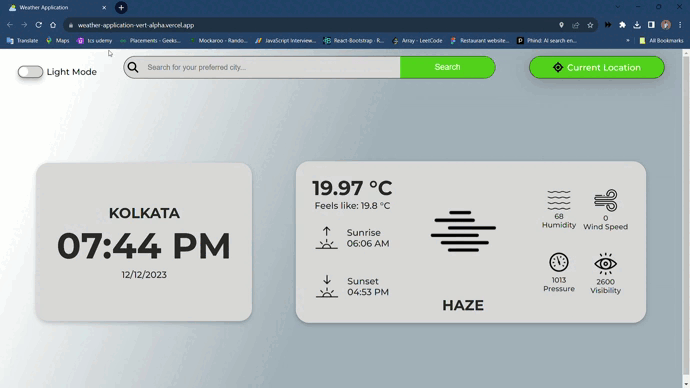 Weather Application
weather-application-vert-alpha.vercel.app
Translate
Maps
tcs udemy
Placements - Geeks...
Mockaroo - Rando...
JavaScript Interview...
React-Bootstrap - R...
Array - LeetCode
Restaurant website...
Phind: AI search en...
All Bookmarks
Light Mode
Search for your preferred city...
Search
Current Location
KOLKATA
07:44 PM
12/12/2023
19.97 °C
Feels like: 19.8 °C
Sunrise
06:06 AM
Sunset
04:53 PM
HAZE
68
Humidity
0
Wind Speed
1013
Pressure
2600
Visibility